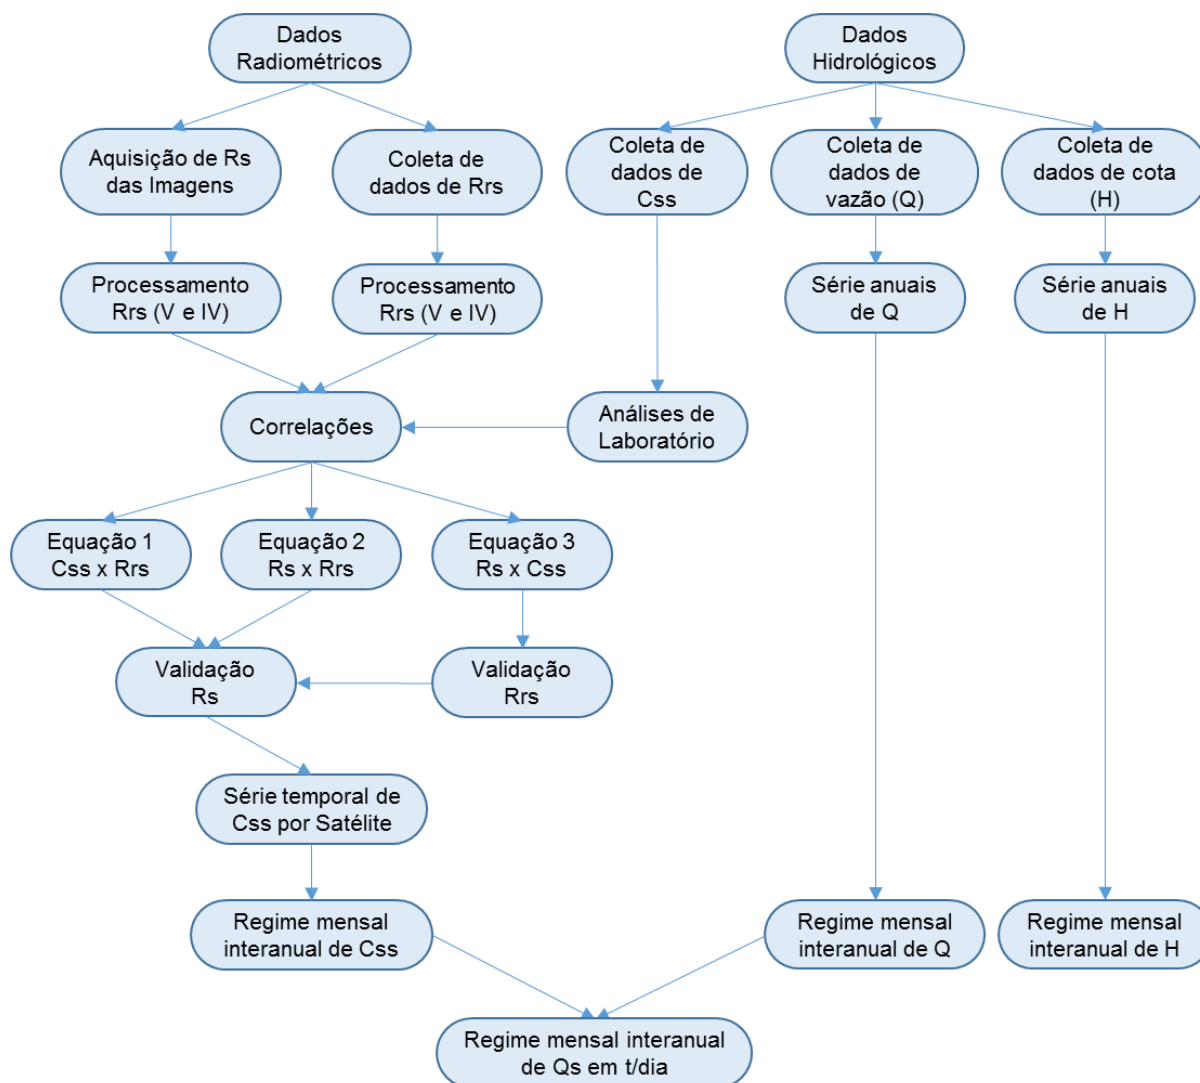 Dados
Radiométricos
Dados
Hidrológicos
Aquisição de Rs
das Imagens
Coleta de
dados de Rrs
Coleta de
dados de
Css
Coleta de
dados de
vazão (Q)
Coleta de
dados de cota
(H)
Processamento
Rrs (V e IV)
Processamento
Rrs (V e IV)
Série anuais
de Q
Série anuais
de H
Correlações
Análises de
Laboratório
Equação 1
Css x Rrs
Equação 2
Rs x Rrs
Equação 3
Rs x Css
Validação
Rs
Validação
Rrs
Série temporal de
Css por Satélite
Regime mensal
interanual de Css
Regime mensal
interanual de Q
Regime mensal
interanual de H
Regime mensal interanual
de Qs em t/dia